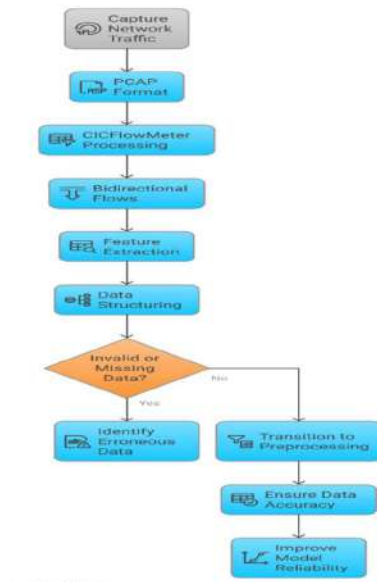 Capture
Network
Traffic
PCAP
Format
CICFlowMeter
Processing
Bidirectional
Flows
Feature
Extraction
Data
Structuring
Invalid or
Missing
Data?
No
Yes
Identify
Erroneous
Data
Transition to
Preprocessing
Ensure Data
Accuracy
Improve
Model
Reliability